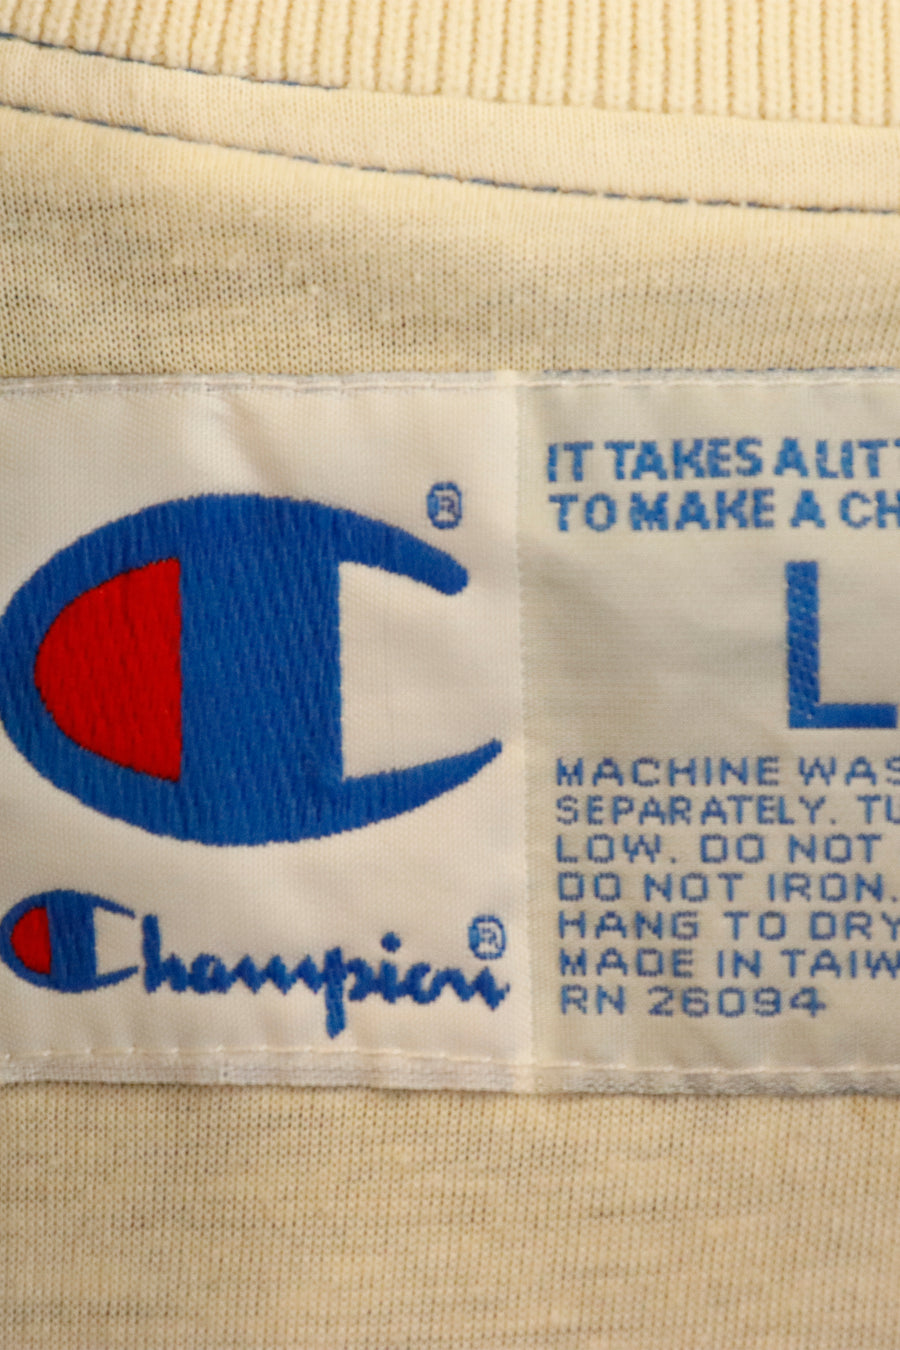 ®
Champion®
IT TAKES A LITT
TO MAKE A CH
L
MACHINE WAS
SEPARATELY. TU
LOW. DO NOT
DO NOT IRON.
HANG TO DRY
MADE IN TAIW
RN 26094